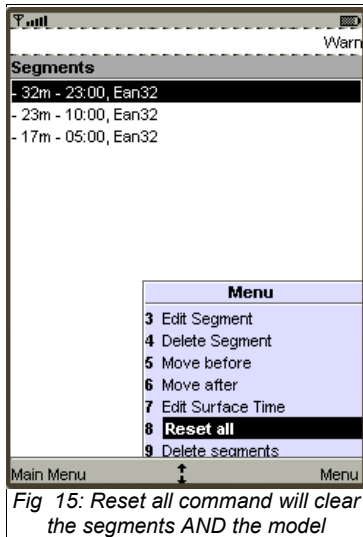 Warn
Segments
- 32m - 23:00, Ean32
- 23m - 10:00, Ean32
- 17m - 05:00, Ean32
Menu
3 Edit Segment
4 Delete Segment
5 Move before
6 Move after
7 Edit Surface Time
8 Reset all
9 Delete segments
Main Menu Menu
Fig 15: Reset all command will clear
the segments AND the model